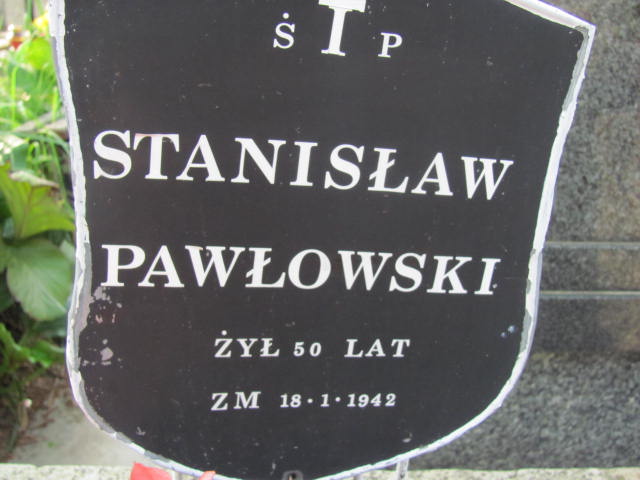 Ś P
STANISŁAW
PAWŁOWSKI
ŻYŁ 50 LAT
ZM 18·1·1942